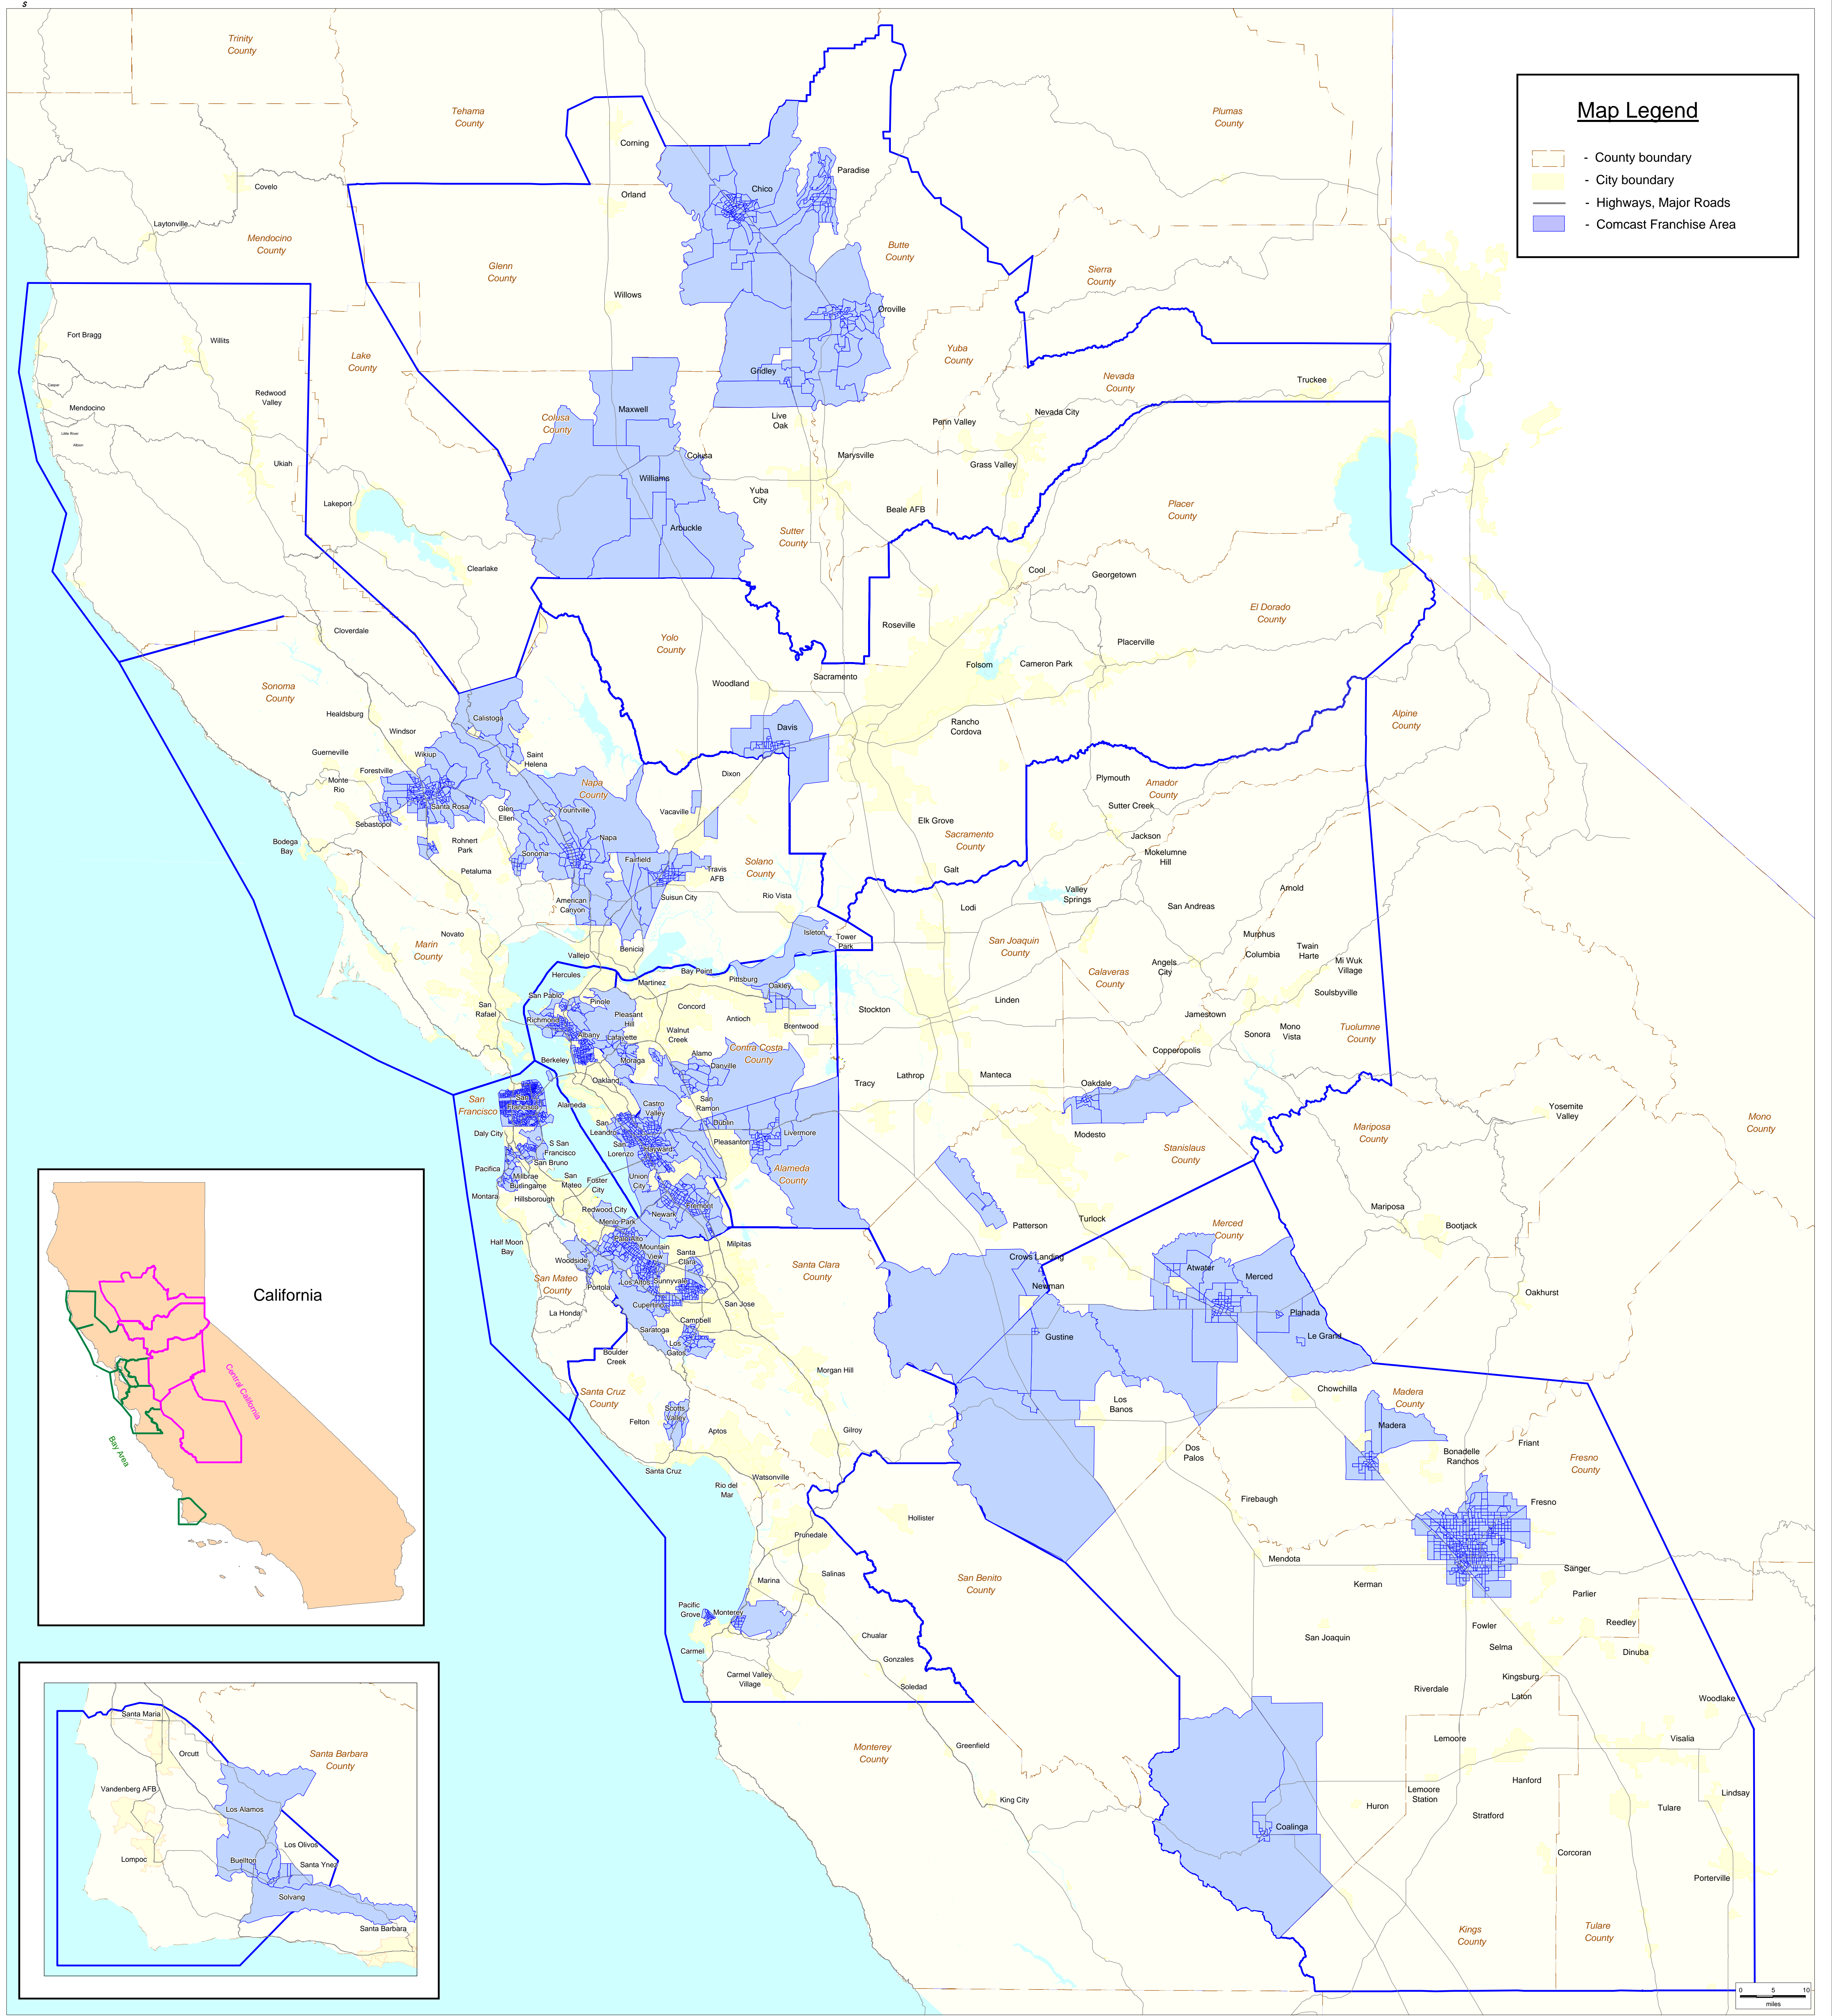 s
Trinity
County
Tehama
County
Plumas
County
Map Legend
- County boundary
- City boundary
- Highways, Major Roads
- Comcast Franchise Area
Corning
Paradise
Chico
Covelo
Orland
Laytonville
Mendocino
County
Glenn
County
Butte
County
Sierra
County
Willows
Oroville
Fort Bragg
Willits
Lake
County
Yuba
County
Gridley
Nevada
County
Truckee
Casper
Redwood
Valley
Mendocino
Maxwell
Colusa
County
Live
Oak
Penn Valley
Nevada City
Little River
Albion
Ukiah
Colusa
Marysville
Grass Valley
Williams
Lakeport
Yuba
City
Beale AFB
Placer
County
Arbuckle
Sutter
County
Clearlake
Cool
Georgetown
El Dorado
County
Cloverdale
Yolo
County
Roseville
Placerville
Folsom
Cameron Park
Sacramento
Woodland
Sonoma
County
Healdsburg
Calistoga
Davis
Rancho
Cordova
Alpine
County
Windsor
Guerneville
Wikiup
Saint
Helena
Forestville
Monte
Rio
Dixon
Napa
County
Plymouth
Amador
County
Santa Rosa
Glen
Ellen
Yountville
Vacaville
Sutter Creek
Sebastopol
Elk Grove
Sacramento
County
Jackson
Bodega
Bay
Rohnert
Park
Napa
Mokelumne
Hill
Sonoma
Fairfield
Travis
AFB
Solano
County
Petaluma
Galt
American
Canyon
Suisun City
Rio Vista
Valley
Springs
Arnold
Lodi
San Andreas
Novato
Marin
County
Isleton
Tower
Park
San Joaquin
County
Murphus
Columbia
Twain
Harte
Vallejo
Benicia
Mi Wuk
Village
Hercules
Bay Point
Pittsburg
Angels
City
Calaveras
County
Martinez
Oakley
Soulsbyville
San Pablo
Pinole
San
Rafael
Concord
Stockton
Linden
Richmond
Pleasant
Hill
Antioch
Brentwood
Jamestown
Albany
Lafayette
Walnut
Creek
Sonora
Mono
Vista
Tuolumne
County
Berkeley
Moraga
Alamo
Contra Costa
County
Copperopolis
Danville
Oakland
Tracy
Lathrop
Manteca
Oakdale
San
Francisco
San
Francisco
Alameda
Castro
Valley
San
Ramon
Yosemite
Valley
Mono
County
Daly City
San
Leandro
Dublin
Livermore
Modesto
Mariposa
County
S San
Francisco
San
Lorenzo
Hayward
Pleasanton
San Bruno
Stanislaus
County
Pacifica
Millbrae
Burlingame
San
Mateo
Foster
City
Union
City
Alameda
County
Montara
Hillsborough
Redwood City
Newark
Fremont
Mariposa
Menlo Park
Patterson
Turlock
Merced
County
Bootjack
Half Moon
Bay
Palo Alto
Mountain
View
Milpitas
Santa
Clara
Woodside
Crows Landing
Santa Clara
County
San Mateo
County
Portola
Los Altos
Sunnyvale
Atwater
Merced
Newman
Oakhurst
California
La Honda
Cupertino
San Jose
Planada
Campbell
Saratoga
Los
Gatos
Gustine
Le Grand
Boulder
Creek
Morgan Hill
Central California
Santa Cruz
County
Chowchilla
Madera
County
Scotts
Valley
Los
Banos
Felton
Aptos
Gilroy
Madera
Bay Area
Dos
Palos
Bonadelle
Ranchos
Friant
Fresno
County
Santa Cruz
Watsonville
Rio del
Mar
Firebaugh
Fresno
Hollister
Prunedale
Mendota
Sanger
Salinas
San Benito
County
Kerman
Marina
Parlier
Pacific
Grove
Monterey
Reedley
Fowler
Chualar
San Joaquin
Selma
Dinuba
Carmel
Gonzales
Carmel Valley
Village
Kingsburg
Soledad
Riverdale
Laton
Woodlake
Santa Maria
Lemoore
Visalia
Orcutt
Santa Barbara
County
Monterey
County
Greenfield
Hanford
Vandenberg AFB
Lemoore
Station
Lindsay
King City
Huron
Tulare
Los Alamos
Stratford
Coalinga
Los Olivos
Lompoc
Buellton
Santa Ynez
Corcoran
Porterville
Solvang
Santa Barbara
Kings
County
Tulare
County
0 5 10
miles